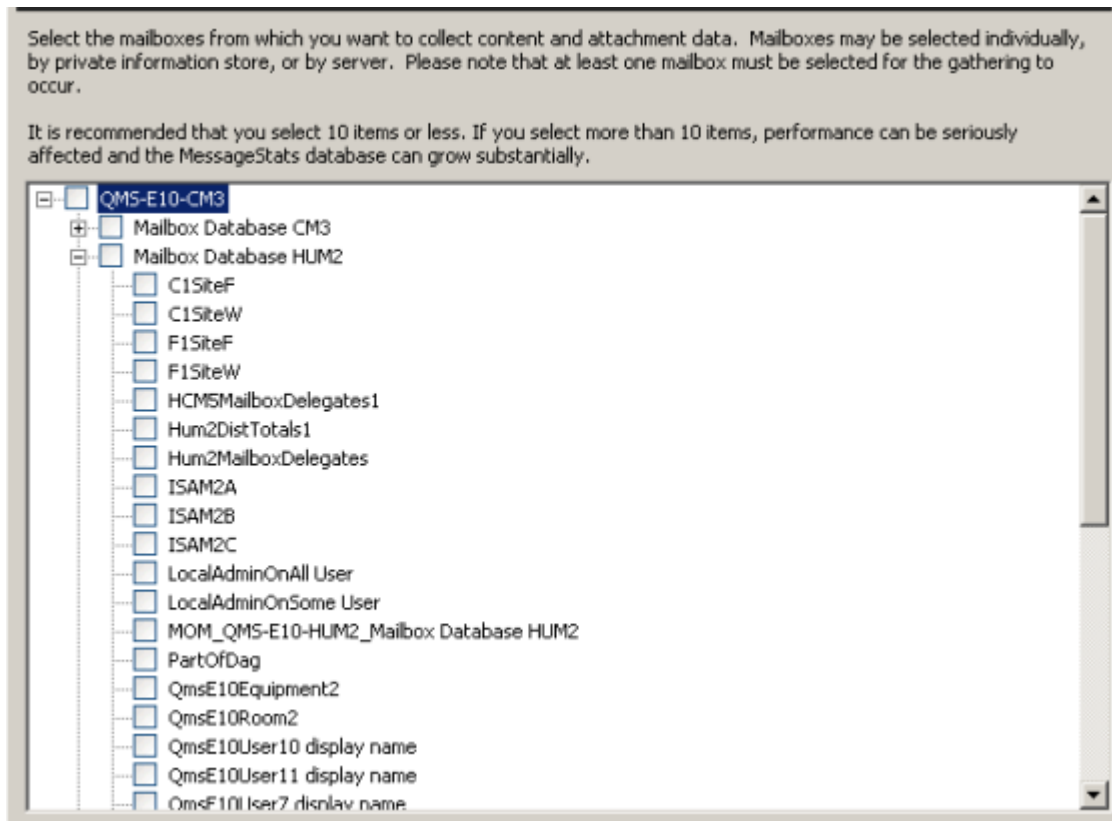 Select the mailboxes from which you want to collect content and attachment data.  Mailboxes may be selected individually,
by private information store, or by server.  Please note that at least one mailbox must be selected for the gathering to
occur.
It is recommended that you select 10 items or less. If you select more than 10 items, performance can be seriously
affected and the MessageStats database can grow substantially.
QMS-E10-CM3
Mailbox Database CM3
Mailbox Database HUM2
C1SiteF
C1SiteW
F1SiteF
F1SiteW
HCMSMailboxDelegates1
Hum2DistTotals1
Hum2MailboxDelegates
ISAM2A
ISAM2B
ISAM2C
LocalAdminOnAll User
LocalAdminOnSome User
MOM_QMS-E10-HUM2_Mailbox Database HUM2
PartOfDag
QmsE10Equipment2
QmsE10Room2
QmsE10User10 display name
QmsE10User11 display name
QmsE10User7 display name